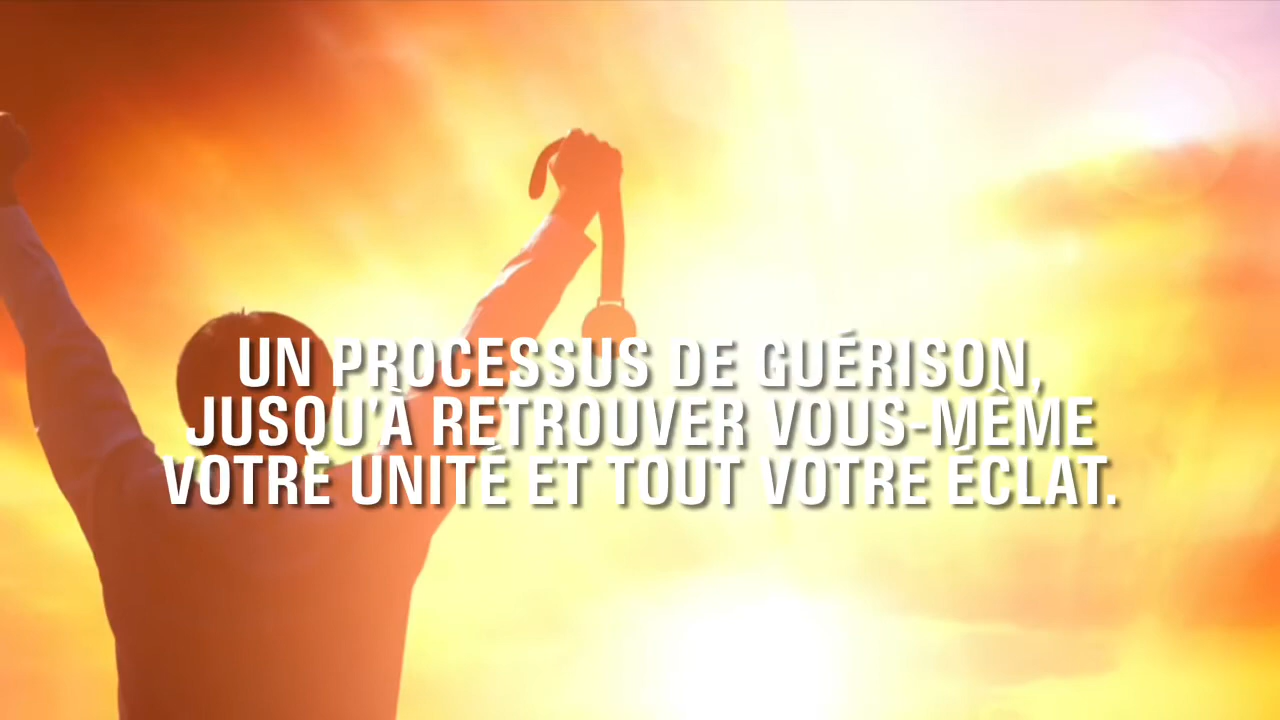 UN PROCESSUS DE GUÉRISON,
JUSQU'À RETROUVER VOUS-MÊME
VOTRE UNITÉ ET TOUT VOTRE ÉCLAT.